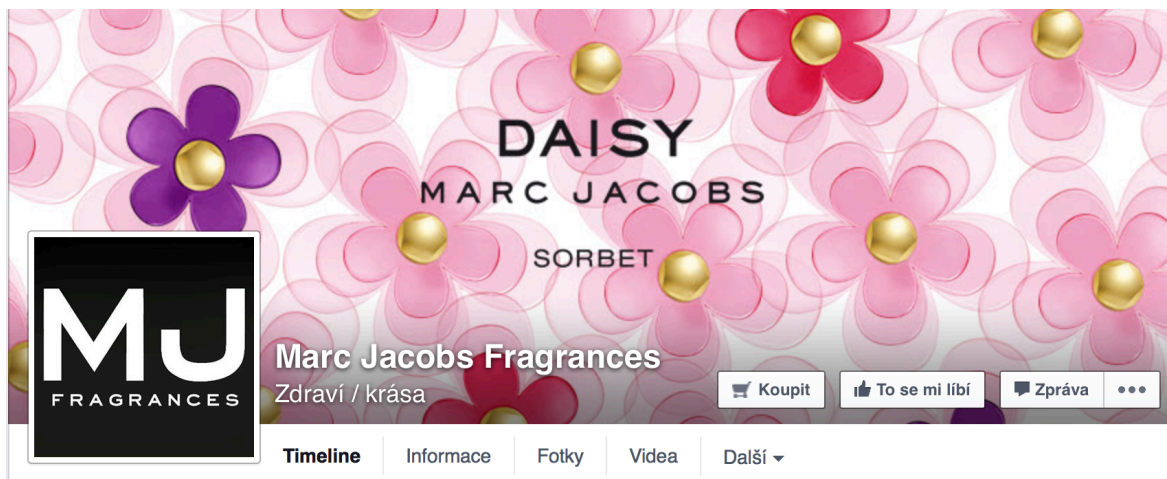 DAISY
MARC JACOBS
SORBET
MJ
FRAGRANCES
Marc Jacobs Fragrances
Zdraví / krása
Koupit
To se mi líbí
Zpráva
Timeline
Informace
Fotky
Videa
Další